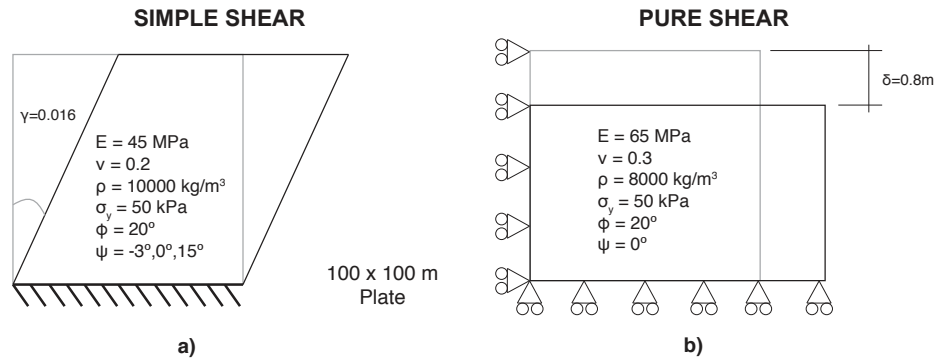 SIMPLE SHEAR
γ=0.016
E = 45 MPa
ν = 0.2
ρ = 10000 kg/m³
σy = 50 kPa
ϕ = 20º
ψ = -3º,0º,15º
100 x 100 m
Plate
a)
PURE SHEAR
δ=0.8m
E = 65 MPa
ν = 0.3
ρ = 8000 kg/m³
σy = 50 kPa
ϕ = 20º
ψ = 0º
b)